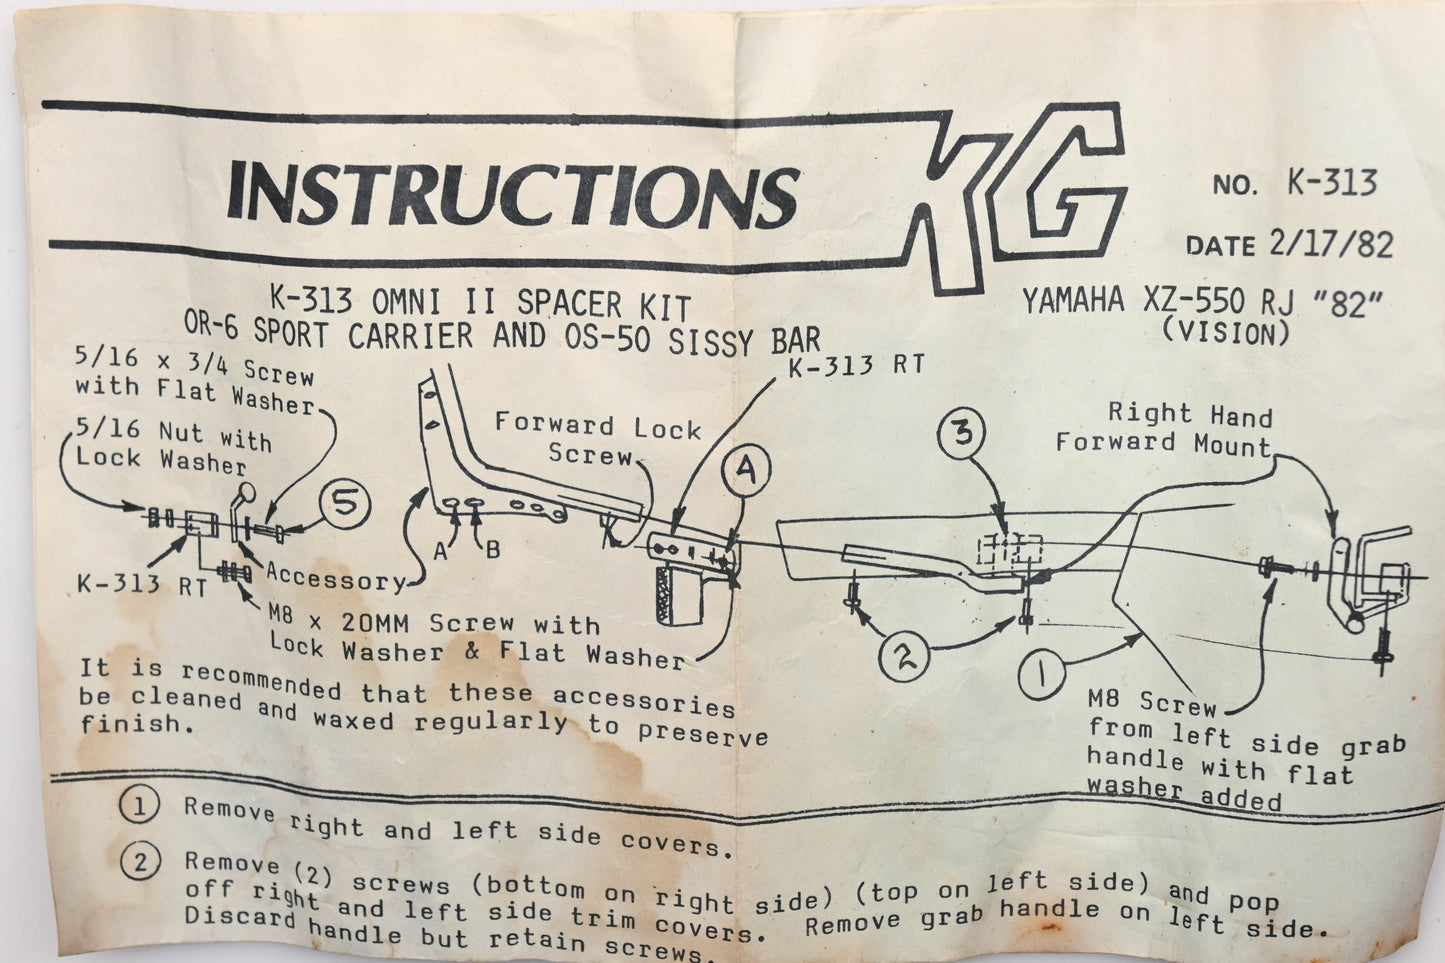 INSTRUCTIONS
KG
NO. K-313
DATE 2/17/82
K-313 OMNI II SPACER KIT
OR-6 SPORT CARRIER AND OS-50 SISSY BAR
YAMAHA XZ-550 RJ "82"
(VISION)
5/16 x 3/4 Screw
with Flat Washer
5/16 Nut with
Lock Washer
K-313 RT
Accessory
M8 x 20MM Screw with
Lock Washer & Flat Washer
5
A
B
Forward Lock
Screw
K-313 RT
4
3
Right Hand
Forward Mount
2
1
M8 Screw
from left side grab
handle with flat
washer added
It is recommended that these accessories
be cleaned and waxed regularly to preserve
finish.
1 Remove right and left side covers.
2 Remove (2) screws (bottom on right side) (top on left side) and pop
off right and left side trim covers. Remove grab handle on left side.
Discard handle but retain screws.